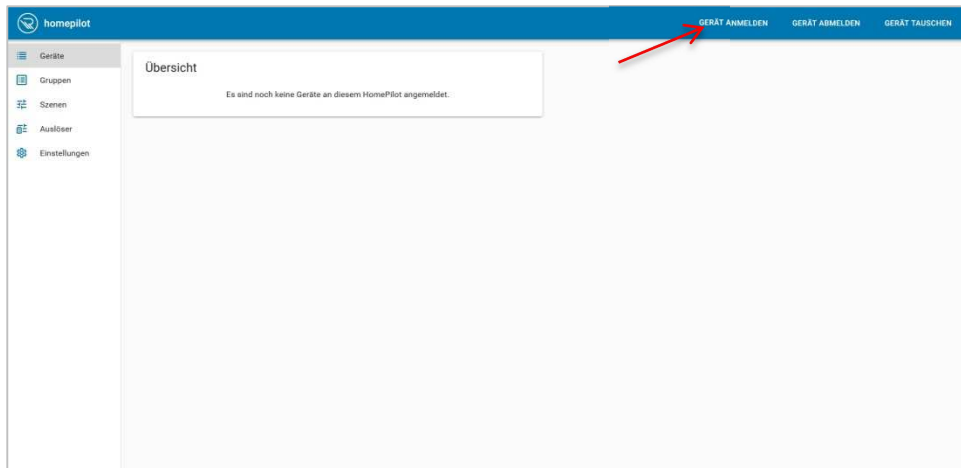 homepilot
GERÄT ANMELDEN
GERÄT ABMELDEN
GERÄT TAUSCHEN
Geräte
Gruppen
Szenen
Auslöser
Einstellungen
Übersicht
Es sind noch keine Geräte an diesem HomePilot angemeldet.